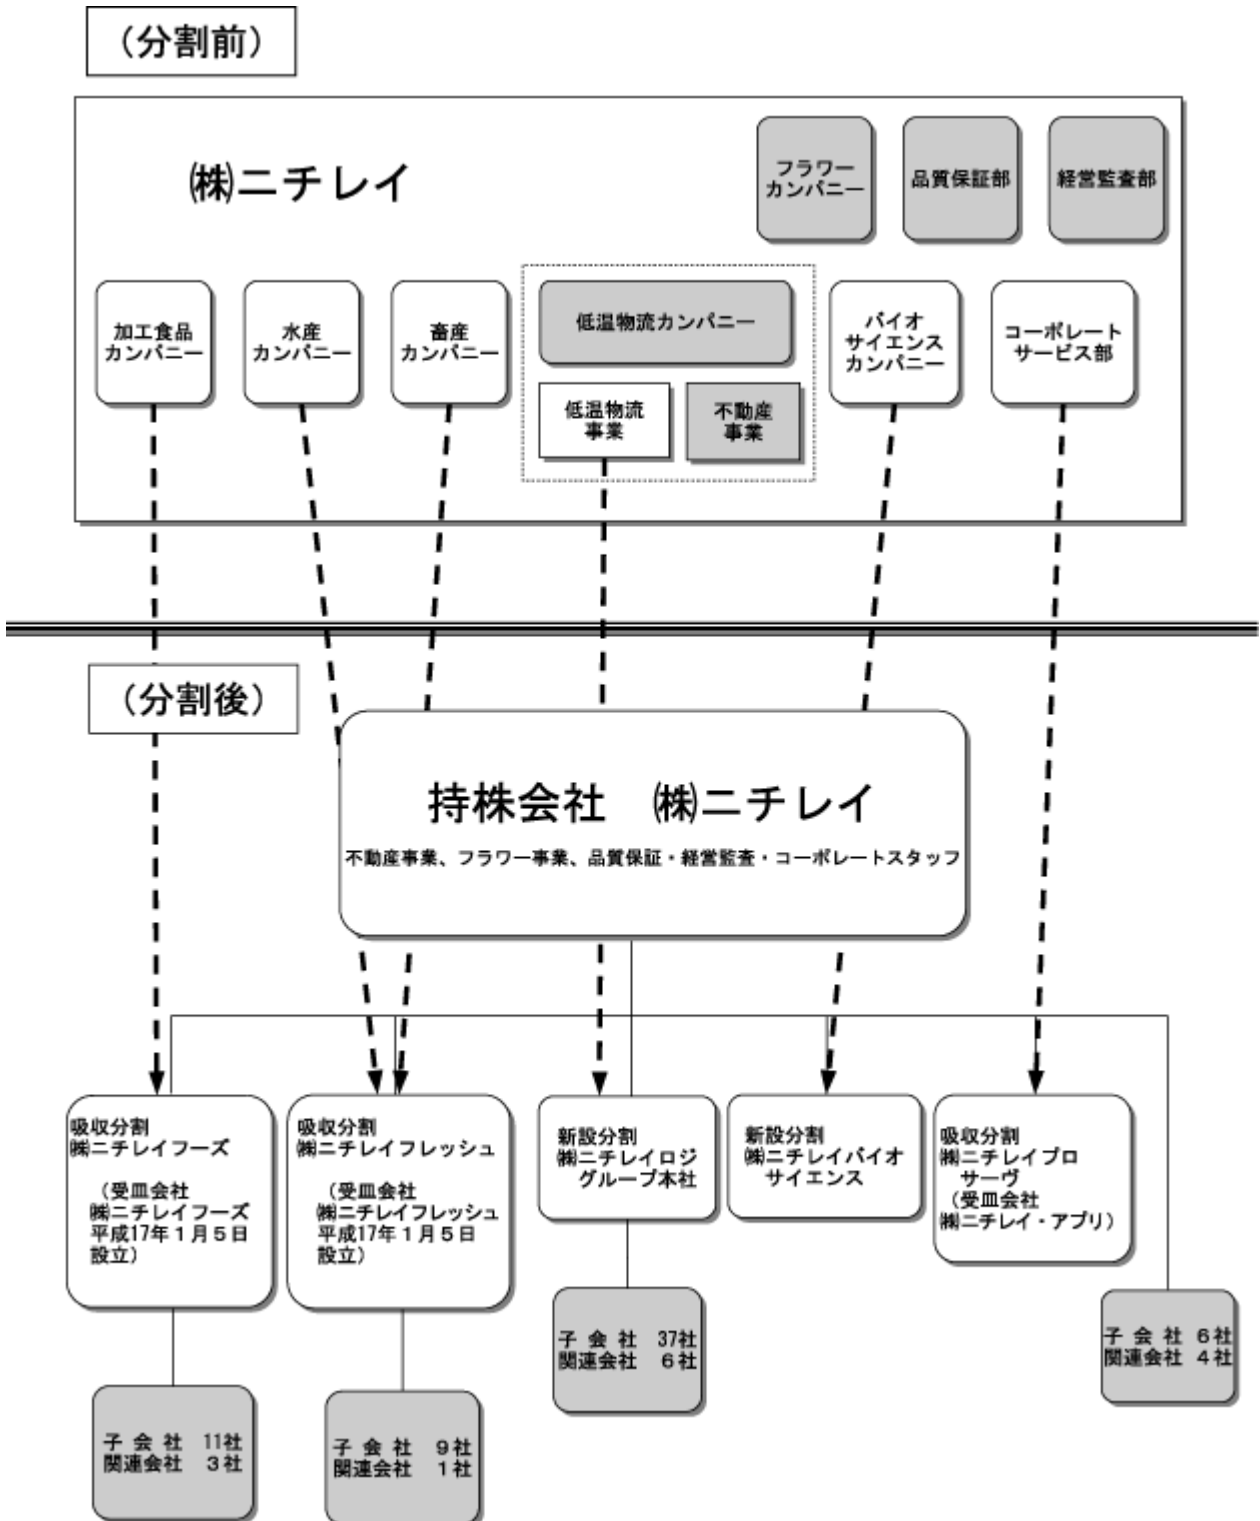 （分割前）
㈱ニチレイ
フラワー
カンパニー
品質保証部
経営監査部
加工食品
カンパニー
水産
カンパニー
畜産
カンパニー
低温物流カンパニー
低温物流
事業
不動産
事業
バイオ
サイエンス
カンパニー
コーポレート
サービス部
（分割後）
持株会社　㈱ニチレイ
不動産事業、フラワー事業、品質保証・経営監査・コーポレートスタッフ
吸収分割
㈱ニチレイフーズ
（受皿会社
㈱ニチレイフーズ
平成17年１月５日
設立）
吸収分割
㈱ニチレイフレッシュ
（受皿会社
㈱ニチレイフレッシュ
平成17年１月５日
設立）
新設分割
㈱ニチレイロジ
グループ本社
新設分割
㈱ニチレイバイオ
サイエンス
吸収分割
㈱ニチレイプロ
サーヴ
（受皿会社
㈱ニチレイ・アプリ）
子会社　11社
関連会社　３社
子会社　９社
関連会社　１社
子会社　37社
関連会社　６社
子会社　６社
関連会社　４社